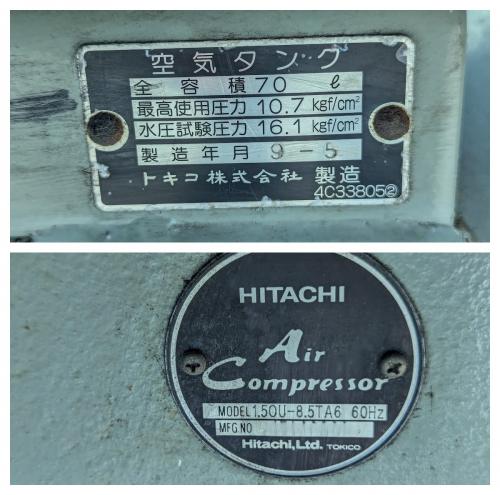 空気タンク
全容積 70 ℓ
最高使用圧力 10.7 kgf/cm²
水圧試験圧力 16.1 kgf/cm²
製造年月 9-5
トキコ株式会社 製造
4C33805②
HITACHI
Air
Compressor
MODEL 1.5OU-8.5TA6 60Hz
MFG.NO
Hitachi,Ltd. TOKICO